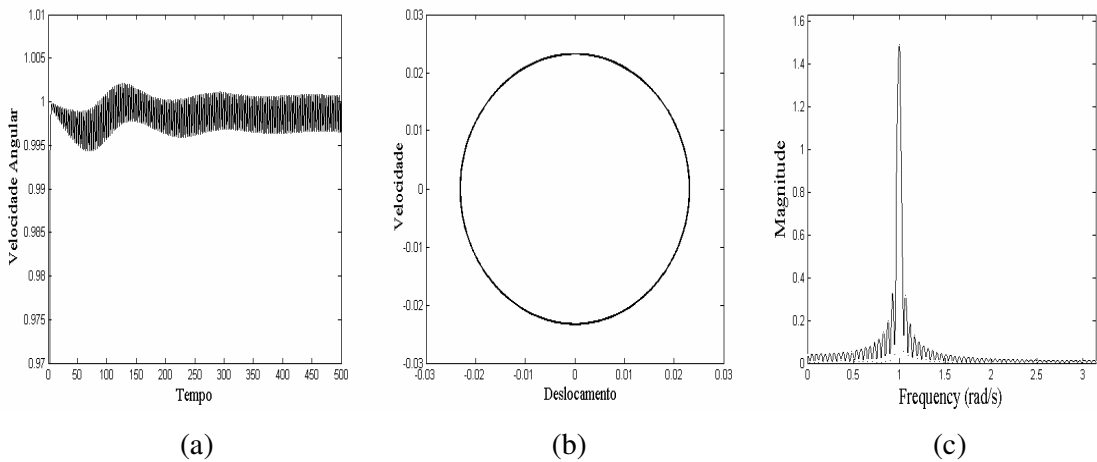 1.01
1.005
1
0.995
0.99
0.985
0.98
0.975
0.97
0 50 100 150 200 250 300 350 400 450 500
Velocidade Angular
Tempo
(a)
0.03
0.02
0.01
0
-0.01
-0.02
-0.03
-0.03 -0.02 -0.01 0 0.01 0.02 0.03
Velocidade
Deslocamento
(b)
1.6
1.4
1.2
1
0.8
0.6
0.4
0.2
0
0 0.5 1 1.5 2 2.5 3
Magnitude
Frequency (rad/s)
(c)